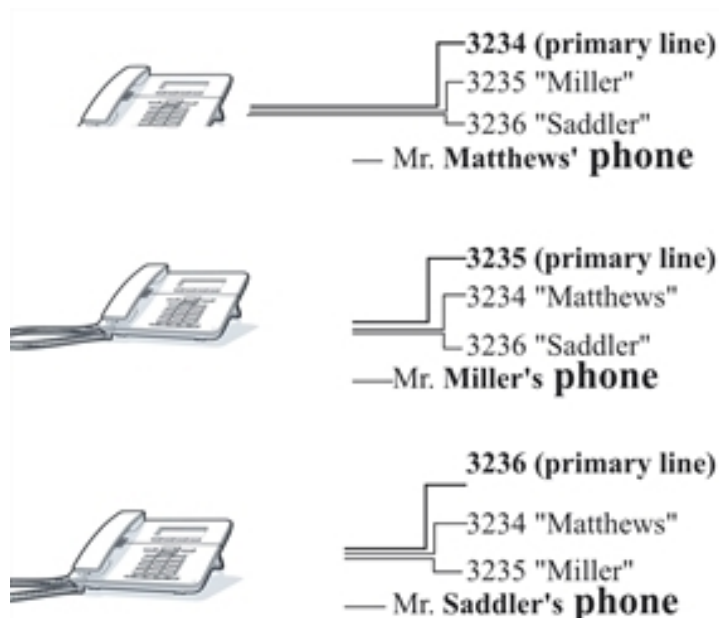 3234 (primary line)
3235 "Miller"
3236 "Saddler"
Mr. Matthews' phone
3235 (primary line)
3234 "Matthews"
3236 "Saddler"
Mr. Miller's phone
3236 (primary line)
3234 "Matthews"
3235 "Miller"
Mr. Saddler's phone